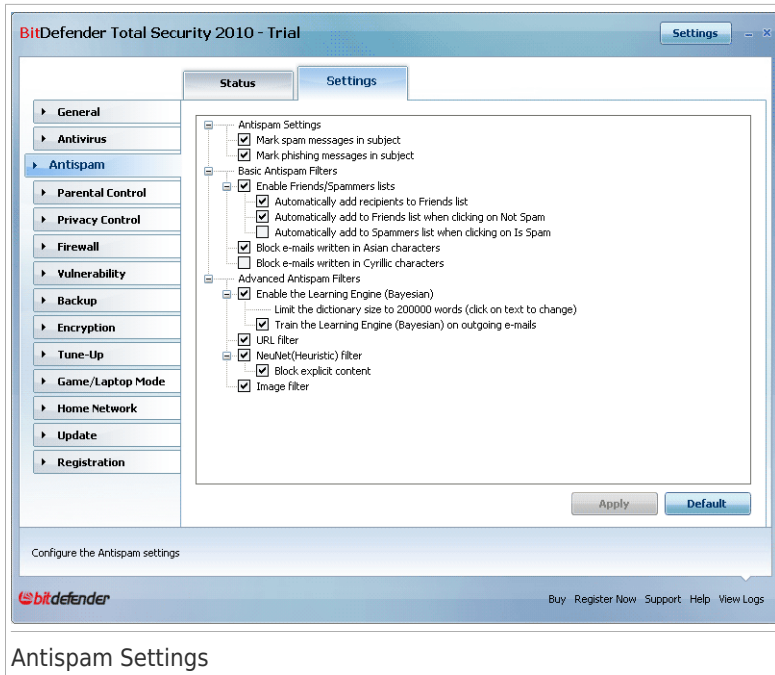 BitDefender Total Security 2010 - Trial
Settings
Status
Settings
General
Antivirus
Antispam
Parental Control
Privacy Control
Firewall
Vulnerability
Backup
Encryption
Tune-Up
Game/Laptop Mode
Home Network
Update
Registration
Antispam Settings
Mark spam messages in subject
Mark phishing messages in subject
Basic Antispam Filters
Enable Friends/Spammers lists
Automatically add recipients to Friends list
Automatically add to Friends list when clicking on Not Spam
Automatically add to Spammers list when clicking on Is Spam
Block e-mails written in Asian characters
Block e-mails written in Cyrillic characters
Advanced Antispam Filters
Enable the Learning Engine (Bayesian)
Limit the dictionary size to 200000 words (click on text to change)
Train the Learning Engine (Bayesian) on outgoing e-mails
URL filter
NeuNet(Heuristic) filter
Block explicit content
Image filter
Apply
Default
Configure the Antispam settings
bitdefender
Buy Register Now Support Help View Logs
Antispam Settings